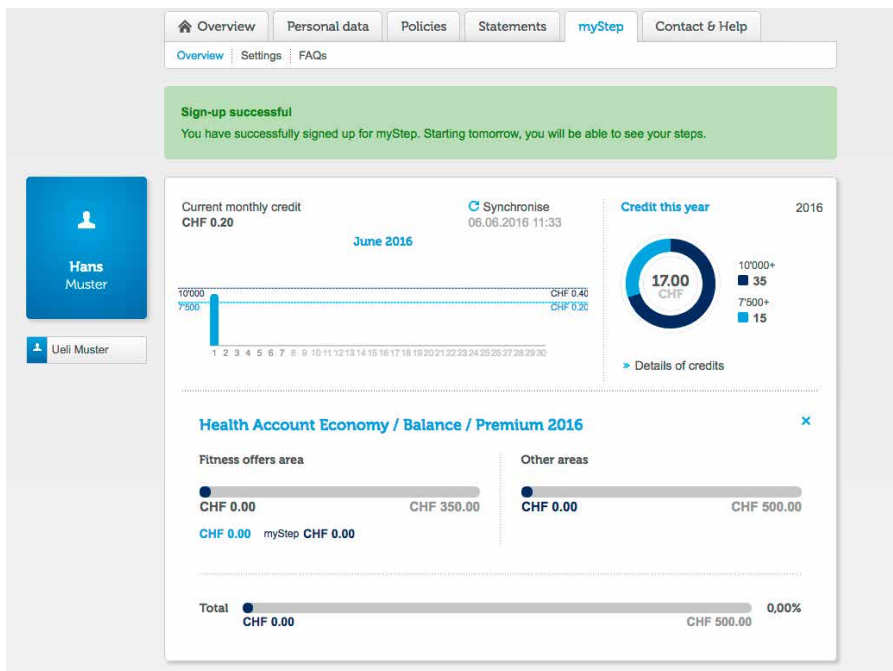 Overview Personal data Policies Statements myStep Contact & Help
Overview Settings FAQs
Sign-up successful
You have successfully signed up for myStep. Starting tomorrow, you will be able to see your steps.
Hans
Muster
Ueli Muster
Current monthly credit
CHF 0.20
Synchronise
06.06.2016 11:33
June 2016
10'000 CHF 0.40
7'500 CHF 0.20
1 2 3 4 5 6 7 8 9 10 11 12 13 14 15 16 17 18 19 20 21 22 23 24 25 26 27 28 29 30
Credit this year 2016
17.00
CHF
10'000+
35
7'500+
15
» Details of credits
Health Account Economy / Balance / Premium 2016 ×
Fitness offers area
CHF 0.00 CHF 350.00
CHF 0.00 myStep CHF 0.00
Other areas
CHF 0.00 CHF 500.00
Total 0,00%
CHF 0.00 CHF 500.00